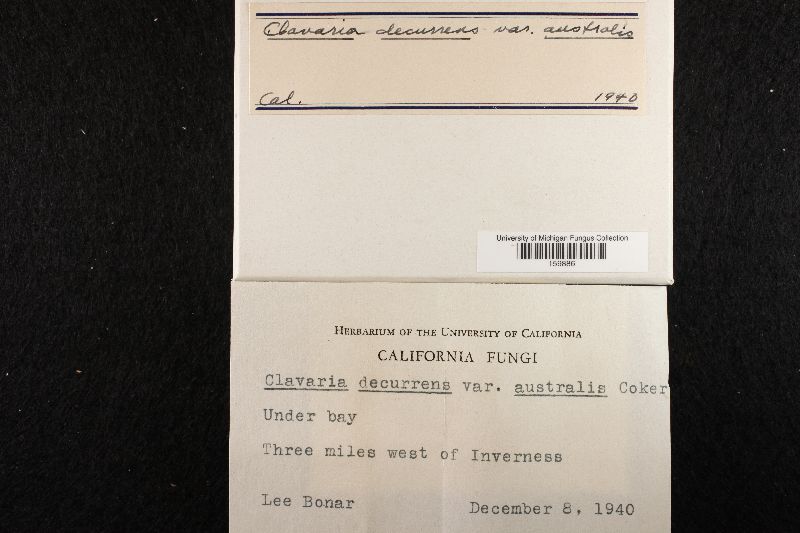 Clavaria decurrens var. australis
Cal. 1940
University of Michigan Fungus Collection
159886
HERBARIUM OF THE UNIVERSITY OF CALIFORNIA
CALIFORNIA FUNGI
Clavaria decurrens var. australis Coker
Under bay
Three miles west of Inverness
Lee Bonar December 8, 1940